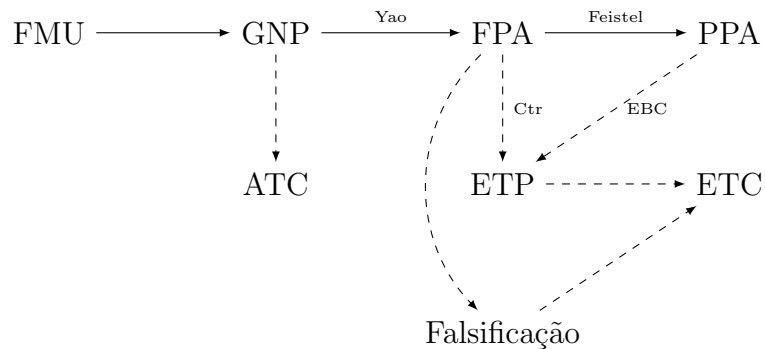 FMU GNP Yao FPA Feistel PPA
Ctr EBC
ATC ETP ETC
Falsificação